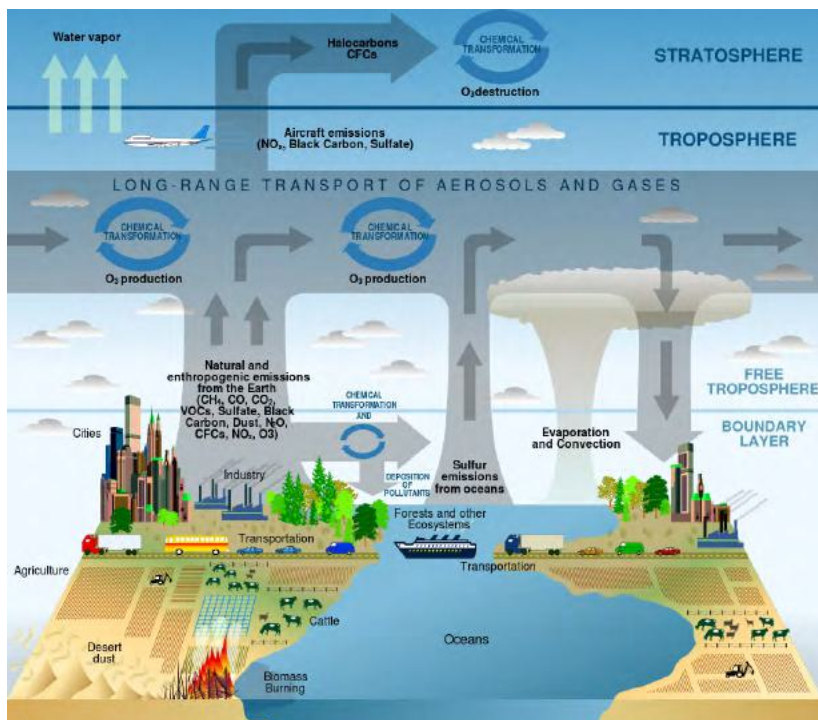 Water vapor
Halocarbons
CFCs
CHEMICAL
TRANSFORMATION
O₃destruction
STRATOSPHERE
Aircraft emissions
(NOₓ, Black Carbon, Sulfate)
TROPOSPHERE
LONG-RANGE TRANSPORT OF AEROSOLS AND GASES
CHEMICAL
TRANSFORMATION
O₃ production
CHEMICAL
TRANSFORMATION
O₃ production
Natural and
enthropogenic emissions
from the Earth
(CH₄, CO, CO₂,
VOCs, Sulfate, Black
Carbon, Dust, N₂O,
CFCs, NOₓ, O3)
CHEMICAL
TRANSFORMATION
AND
DEPOSITION
OF
POLLUTANTS
FREE
TROPOSPHERE
BOUNDARY
LAYER
Cities
Industry
Evaporation
and Convection
Sulfur
emissions
from oceans
Forests and other
Ecosystems
Transportation
Transportation
Agriculture
Cattle
Desert
dust
Oceans
Biomass
Burning